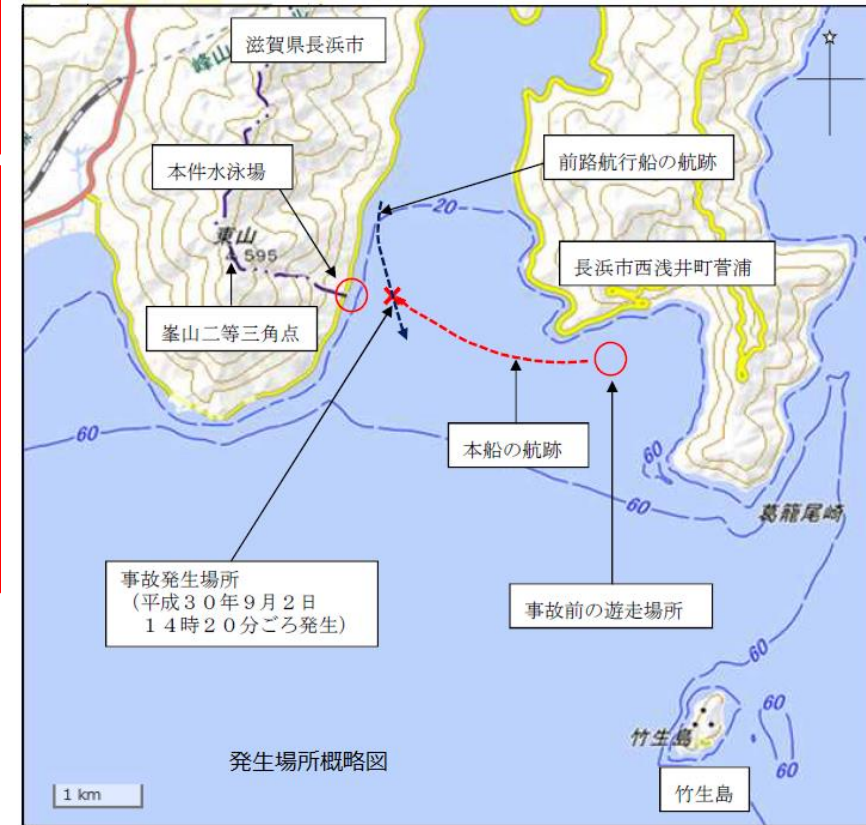 滋賀県長浜市
峰山
本件水泳場
前路航行船の航跡
20
東山
595
長浜市西浅井町菅浦
峯山二等三角点
60
本船の航跡
60
60
葛籠尾崎
事故発生場所
（平成３０年９月２日
１４時２０分ごろ発生）
事故前の遊走場所
60
60
竹生島
60
発生場所概略図
1 km
竹生島